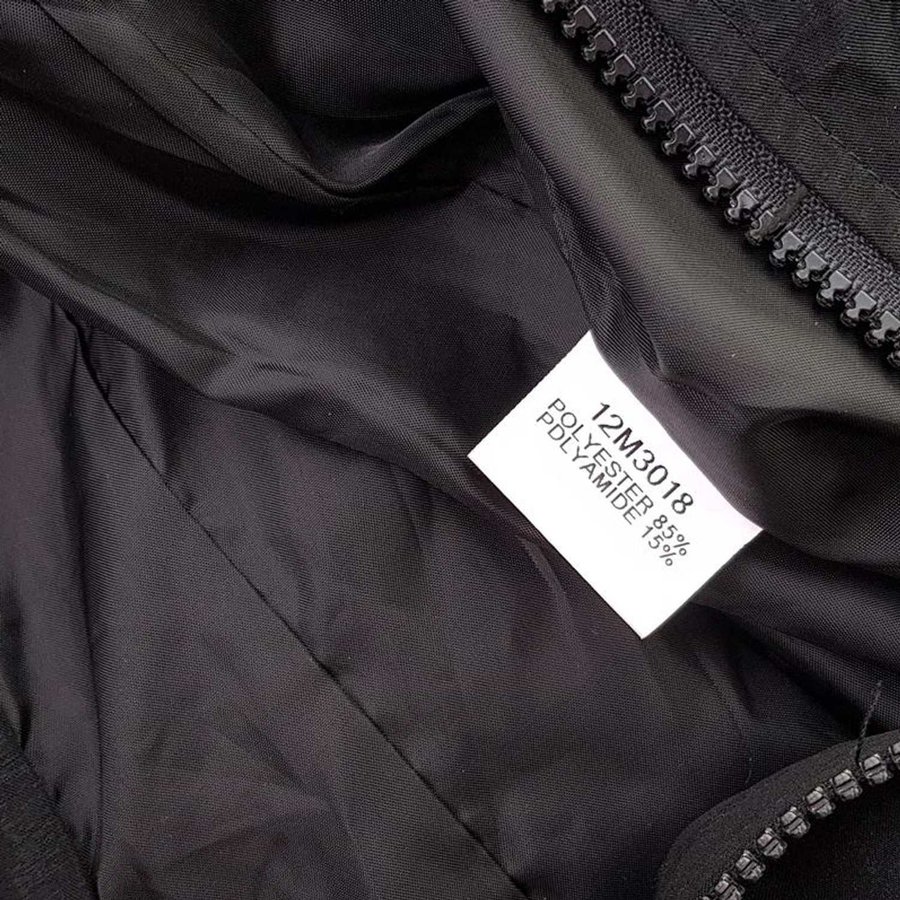 12M3018
POLYESTER 85%
PDLYAMIDE 15%